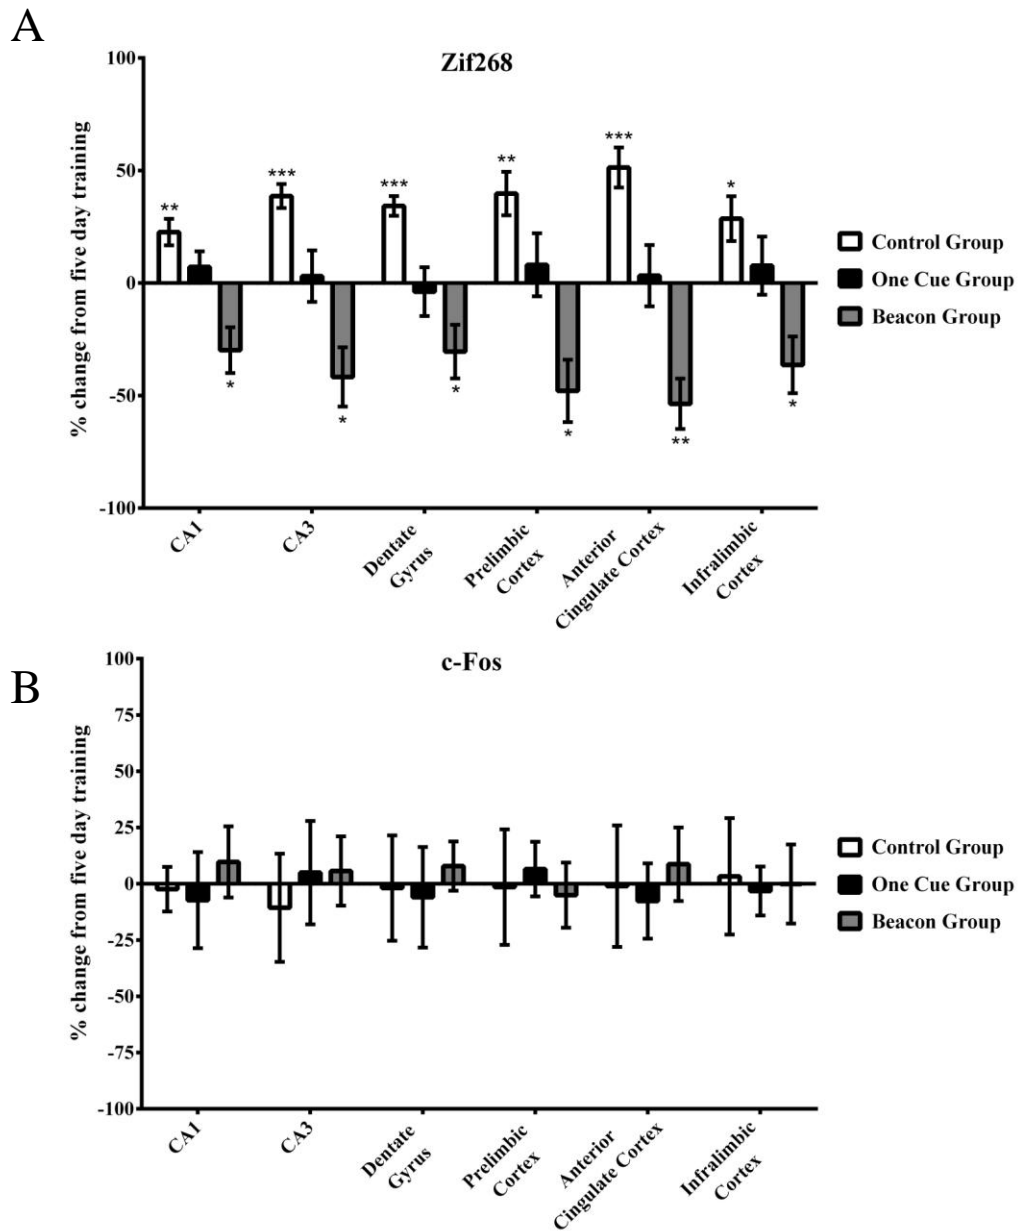 A
Zif268
% change from five day training
100
50
0
-50
-100
** *** *** ** *** *
* * * * ** *
CA1
CA3
Dentate
Gyrus
Prelimbic
Cortex
Anterior
Cingulate Cortex
Infralimbic
Cortex
Control Group
One Cue Group
Beacon Group
B
c-Fos
% change from five day training
100
75
50
25
0
-25
-50
-75
-100
CA1
CA3
Dentate
Gyrus
Prelimbic
Cortex
Anterior
Cingulate Cortex
Infralimbic
Cortex
Control Group
One Cue Group
Beacon Group